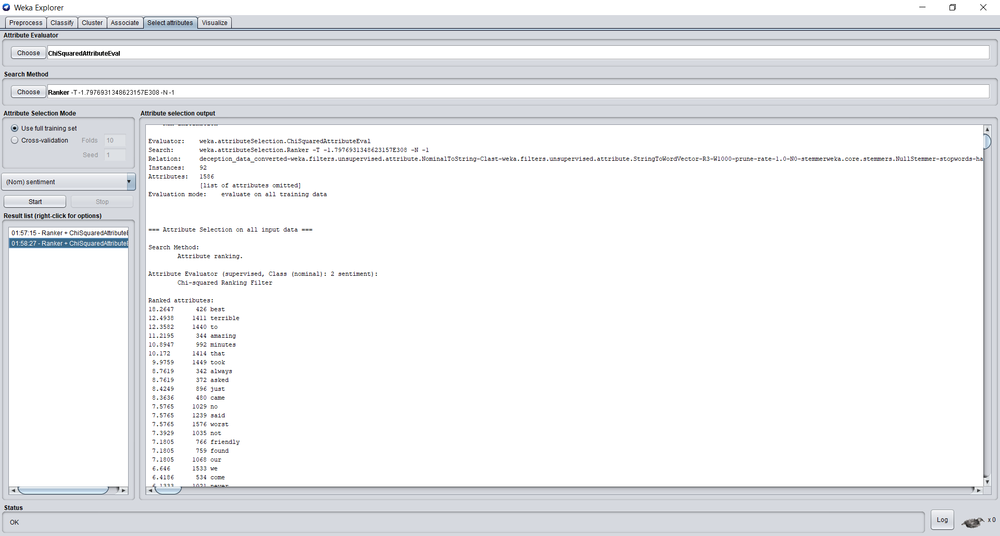 Weka Explorer
Preprocess Classify Cluster Associate Select attributes Visualize
Attribute Evaluator
Choose ChiSquaredAttributeEval
Search Method
Choose Ranker -T -1.7976931348623157E308 -N -1
Attribute Selection Mode
Use full training set
Cross-validation Folds 10
Seed 1
(Nom) sentiment
Start Stop
Result list (right-click for options)
01:57:15 - Ranker + ChiSquaredAttributeE
01:58:27 - Ranker + ChiSquaredAttributeE
Attribute selection output
Evaluator: weka.attributeSelection.ChiSquaredAttributeEval
Search: weka.attributeSelection.Ranker -T -1.7976931348623157E308 -N -1
Relation: deception_data_converted-weka.filters.unsupervised.attribute.NominalToString-Clast-weka.filters.unsupervised.attribute.StringToWordVector-R3-W1000-prune-rate-1.0-N0-stemmerweka.core.stemmers.NullStemmer-stopwords-ha
Instances: 92
Attributes: 1586
[list of attributes omitted]
Evaluation mode: evaluate on all training data
=== Attribute Selection on all input data ===
Search Method:
Attribute ranking.
Attribute Evaluator (supervised, Class (nominal): 2 sentiment):
Chi-squared Ranking Filter
Ranked attributes:
18.2647 426 best
12.4938 1411 terrible
12.3582 1440 to
11.2195 344 amazing
10.8947 992 minutes
10.172 1414 that
9.9759 1449 took
8.7619 342 always
8.7619 372 asked
8.4249 896 just
8.3636 480 came
7.5765 1029 no
7.5765 1239 said
7.5765 1576 worst
7.3929 1035 not
7.1805 766 friendly
7.1805 759 found
7.1805 1068 our
6.646 1533 we
6.4186 534 come
6.1333 1021 never
Status
OK
Log
x 0